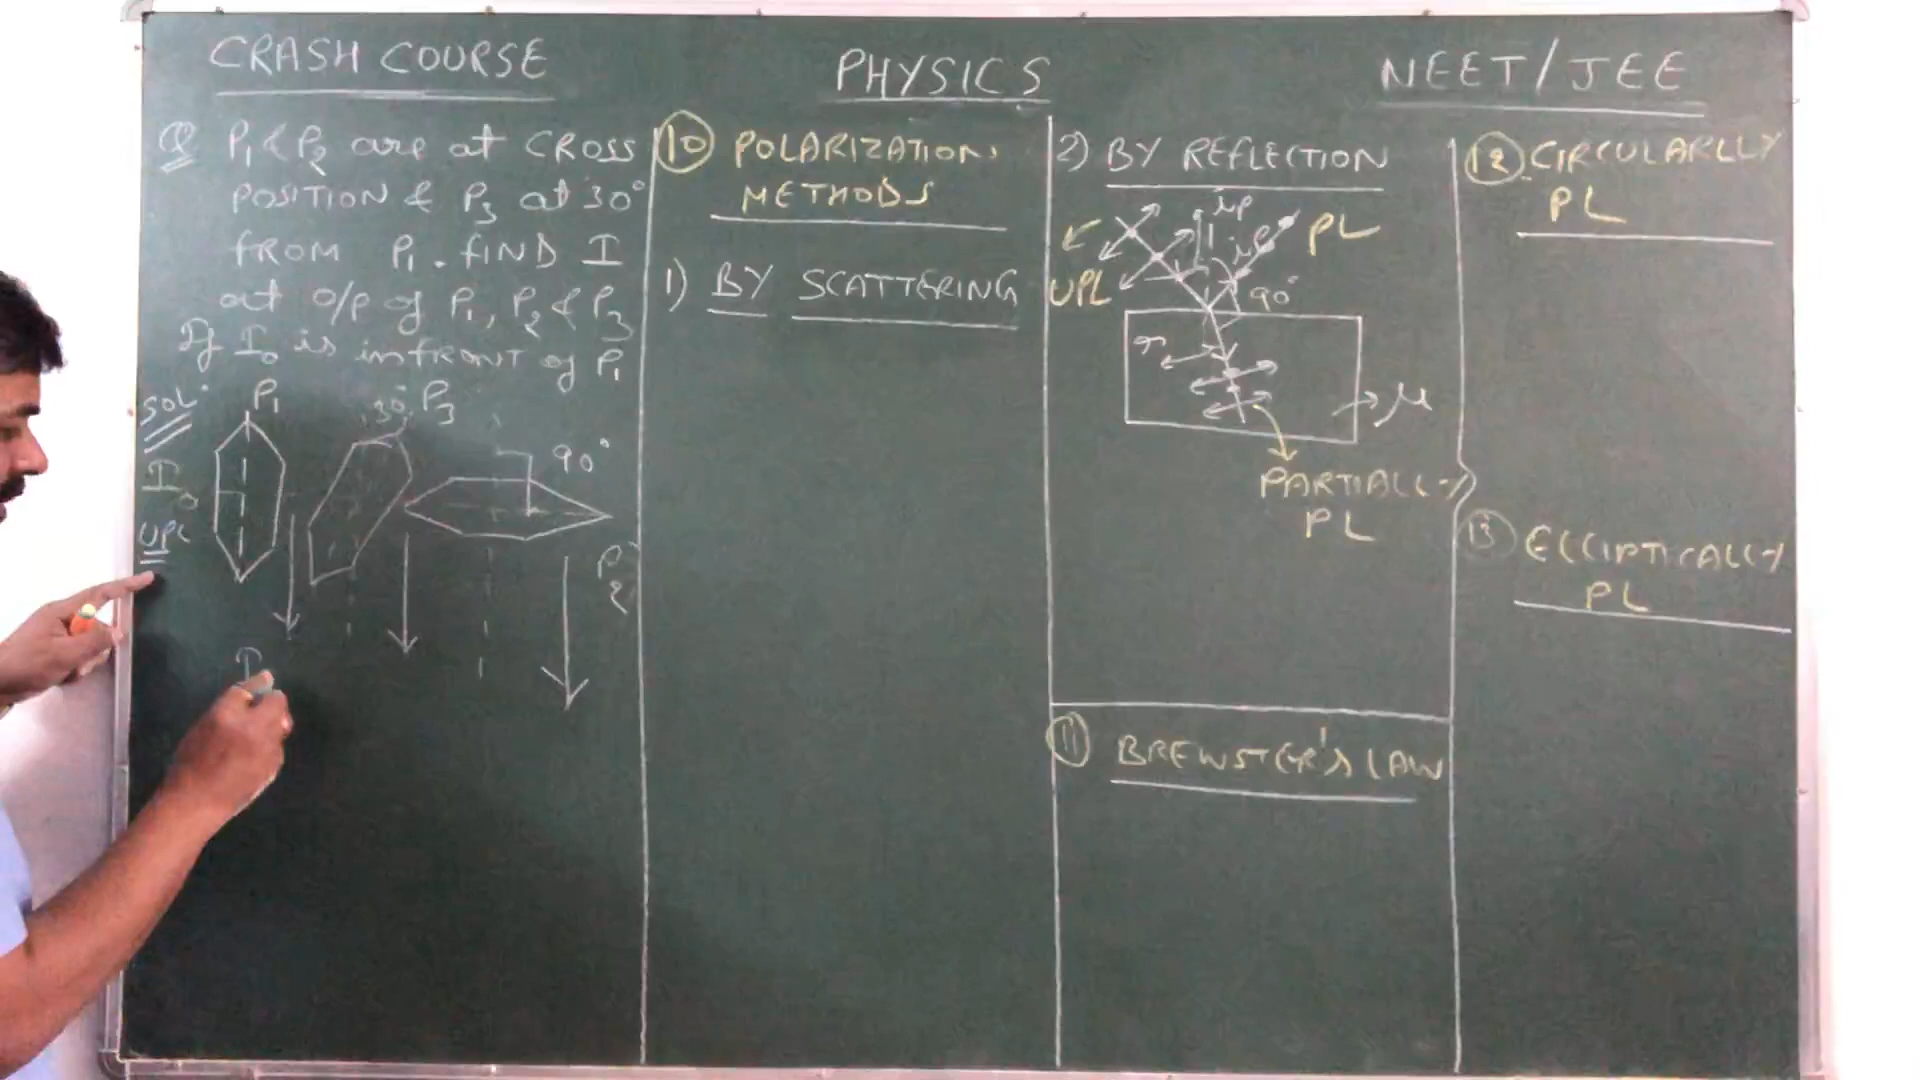 CRASH COURSE
PHYSICS
NEET/JEE
Q P1 & P2 are at CROSS
POSITION & P3 at 30°
FROM P1. FIND I
at o/p of P1, P2 & P3
If I0 is infront of P1
SOL
P1
30° P3
90°
I0
UPL
P2
I
10 POLARIZATION
METHODS
1) BY SCATTERING
2) BY REFLECTION
ip
ip
PL
UPL
90°
r
μ
PARTIALLY
PL
11 BREWSTER'S LAW
12 CIRCULARLLY
PL
13 ELLIPTICALLY
PL